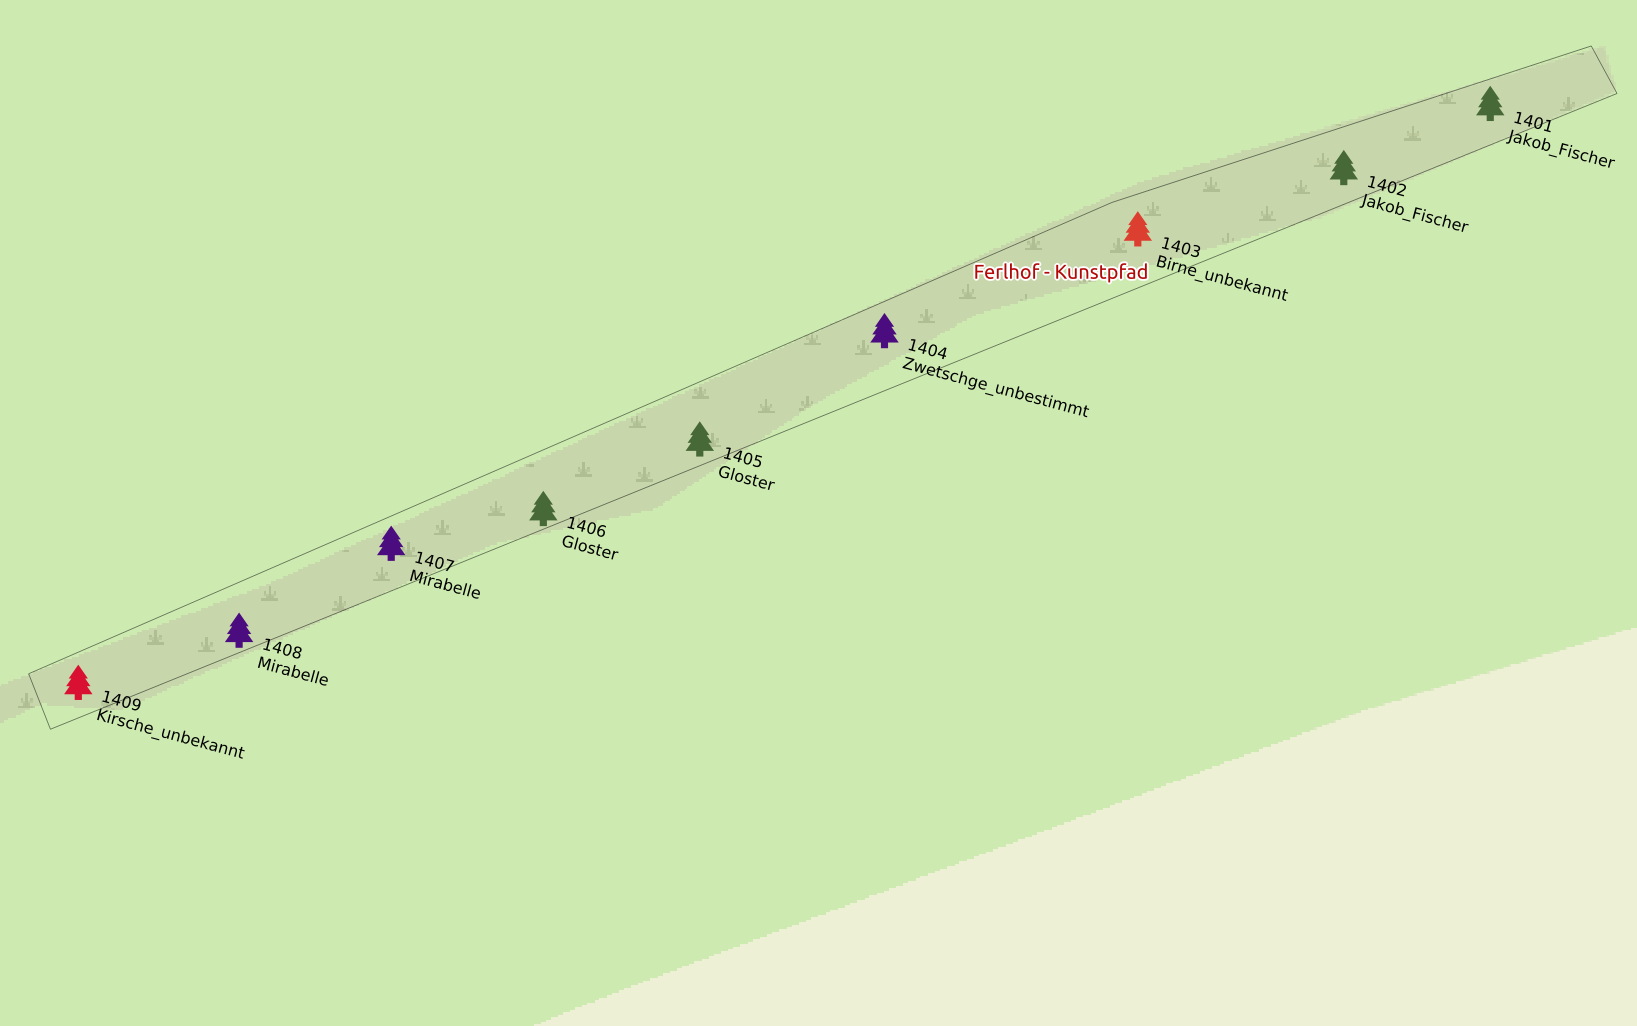 1401
Jakob_Fischer
1402
Jakob_Fischer
1403
Birne_unbekannt
Ferlhof - Kunstpfad
1404
Zwetschge_unbestimmt
1405
Gloster
1406
Gloster
1407
Mirabelle
1408
Mirabelle
1409
Kirsche_unbekannt